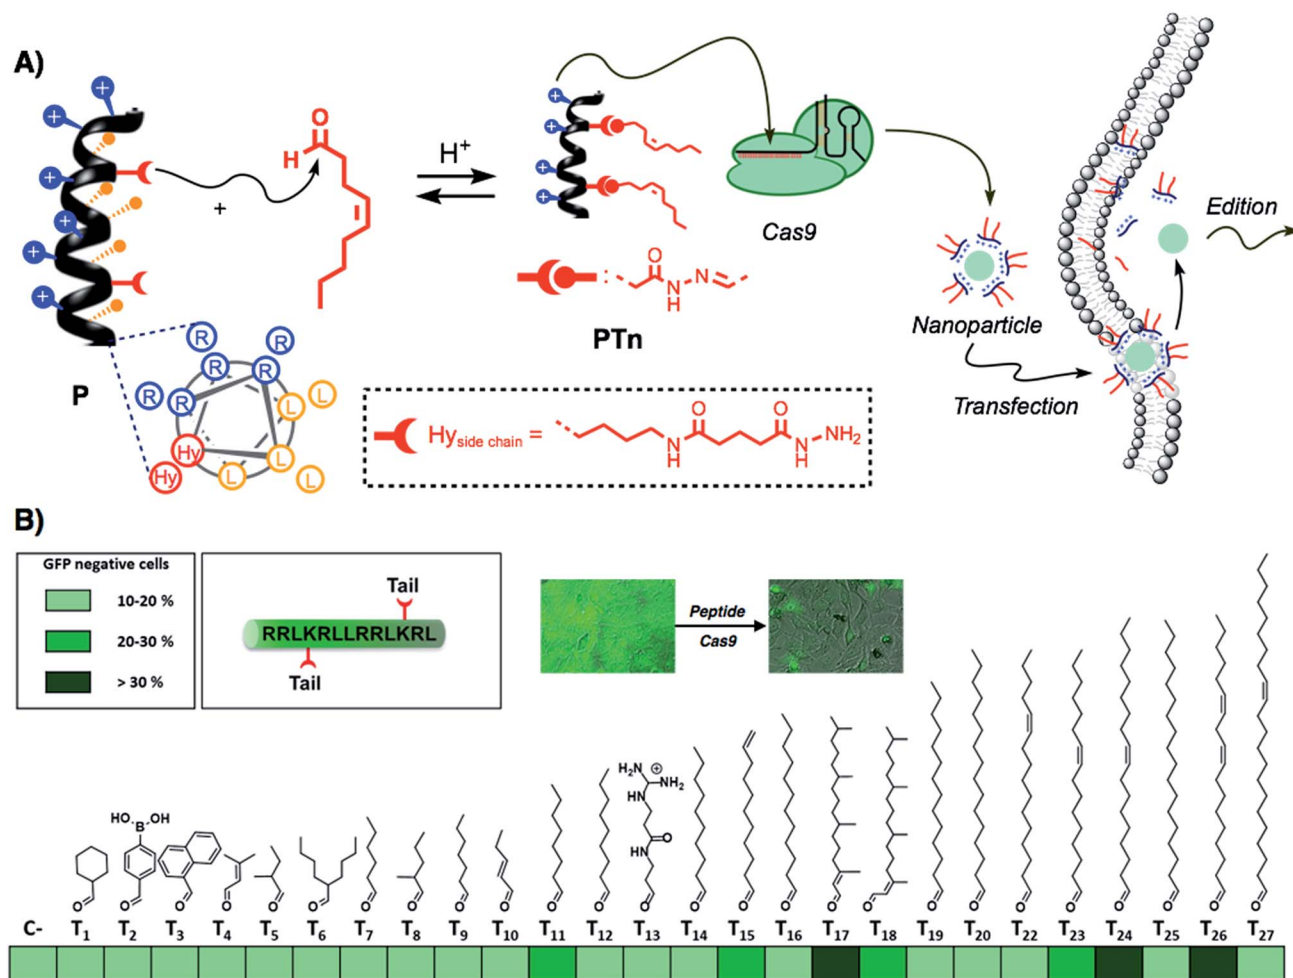 A)
H
O
+
H+
Cas9
Edition
Nanoparticle
Transfection
O
N
H
N
:
PTn
P
R R R R R R
L L L L L
Hy Hy
Hy side chain =
O O
N H N H NH2
B)
GFP negative cells
10-20 %
20-30 %
> 30 %
Tail
RRLKRLLRRLKRL
Tail
Peptide
Cas9
HO OH
B
H2N ⊕ NH2
HN
O
HN
O O O O O O O O O O O O O O O O O O O O O O O O O O
C- T1 T2 T3 T4 T5 T6 T7 T8 T9 T10 T11 T12 T13 T14 T15 T16 T17 T18 T19 T20 T22 T23 T24 T25 T26 T27